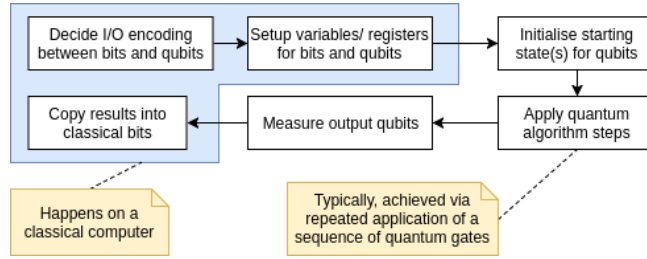 Decide I/O encoding
between bits and qubits
Setup variables/ registers
for bits and qubits
Initialise starting
state(s) for qubits
Copy results into
classical bits
Measure output qubits
Apply quantum
algorithm steps
Happens on a
classical computer
Typically, achieved via
repeated application of a
sequence of quantum gates